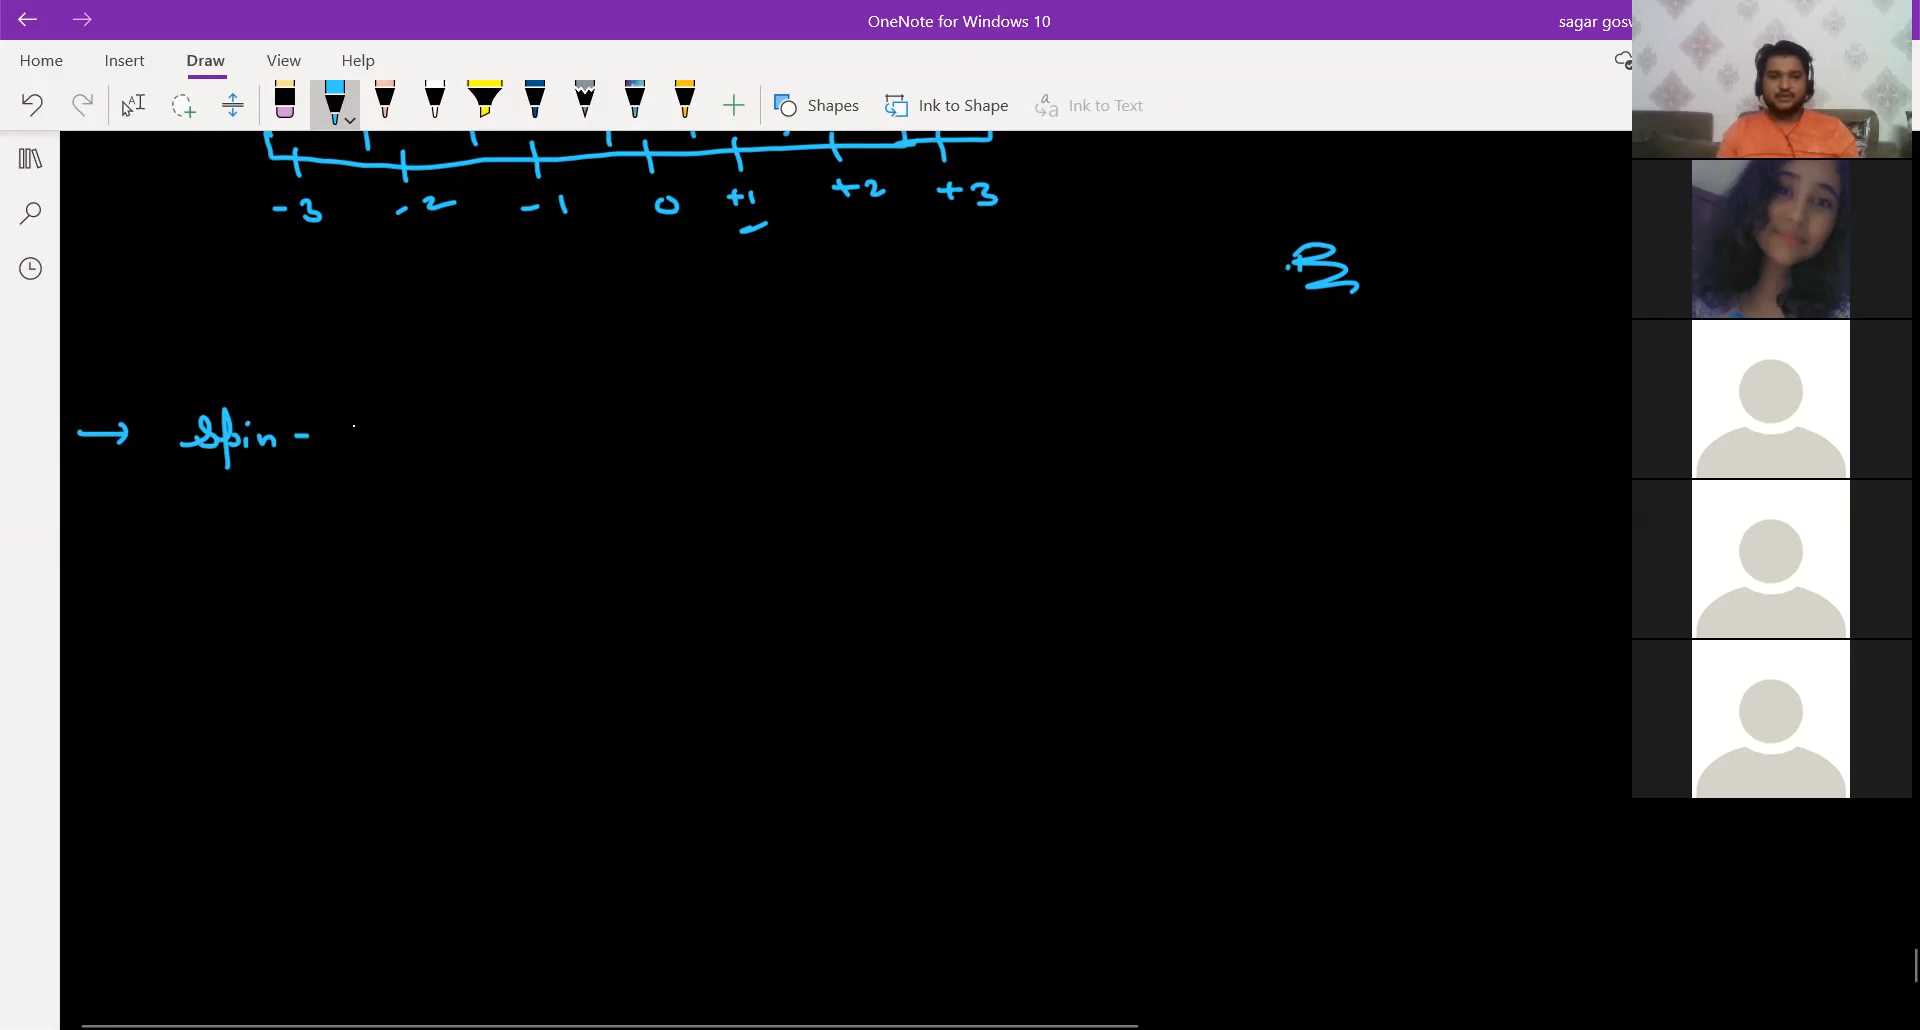 OneNote for Windows 10
sagar gosw
Home Insert Draw View Help
Shapes Ink to Shape Ink to Text
-3 -2 -1 0 +1 +2 +3
→ Spin -